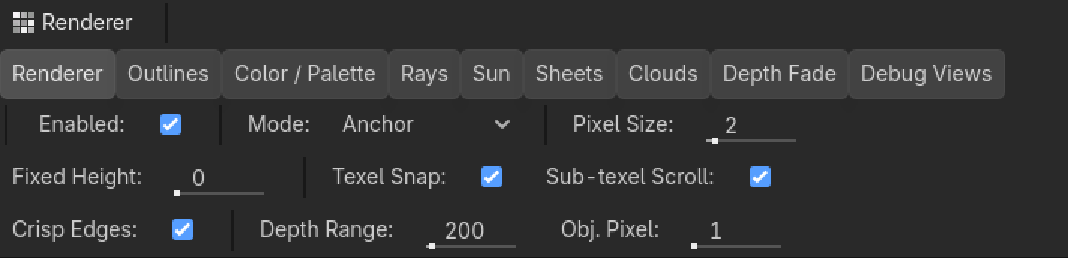 Renderer
Renderer Outlines Color / Palette Rays Sun Sheets Clouds Depth Fade Debug Views
Enabled: Mode: Anchor Pixel Size: 2
Fixed Height: 0 Texel Snap: Sub-texel Scroll:
Crisp Edges: Depth Range: 200 Obj. Pixel: 1